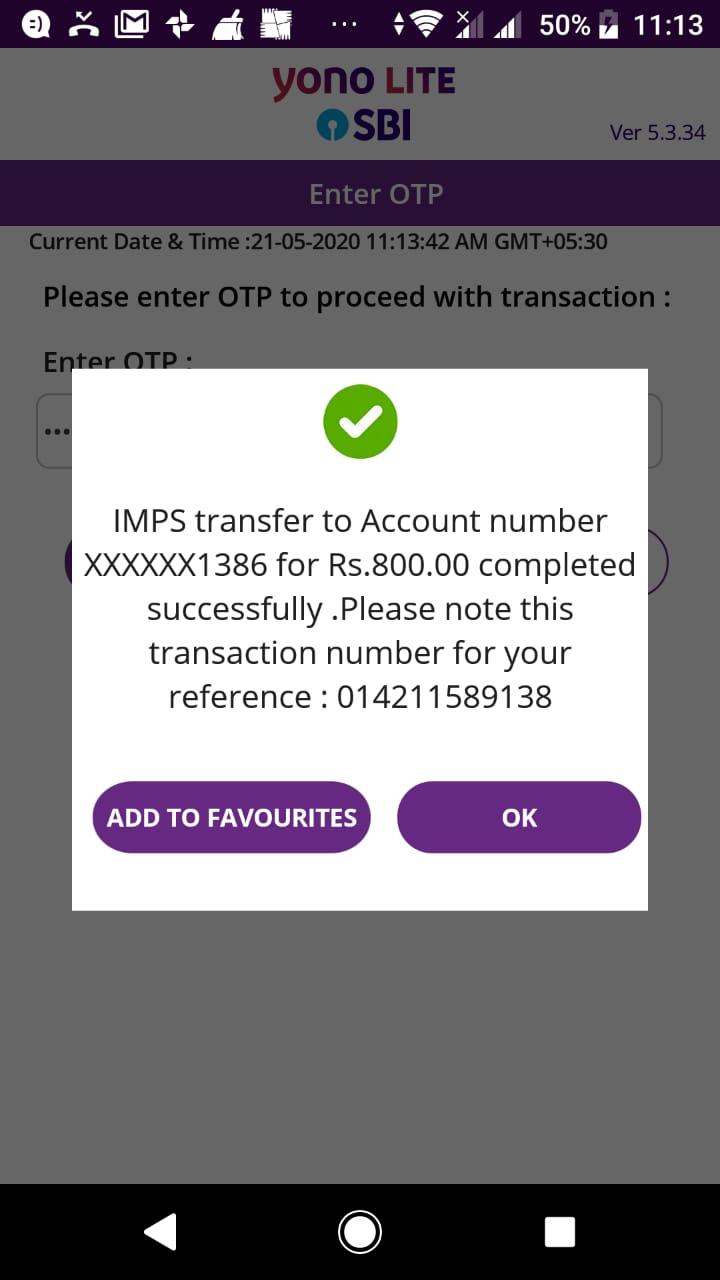 50% 11:13
yono LITE
SBI
Ver 5.3.34
Enter OTP
Current Date & Time :21-05-2020 11:13:42 AM GMT+05:30
Please enter OTP to proceed with transaction :
Enter OTP :
IMPS transfer to Account number
XXXXXX1386 for Rs.800.00 completed
successfully .Please note this
transaction number for your
reference : 014211589138
ADD TO FAVOURITES OK